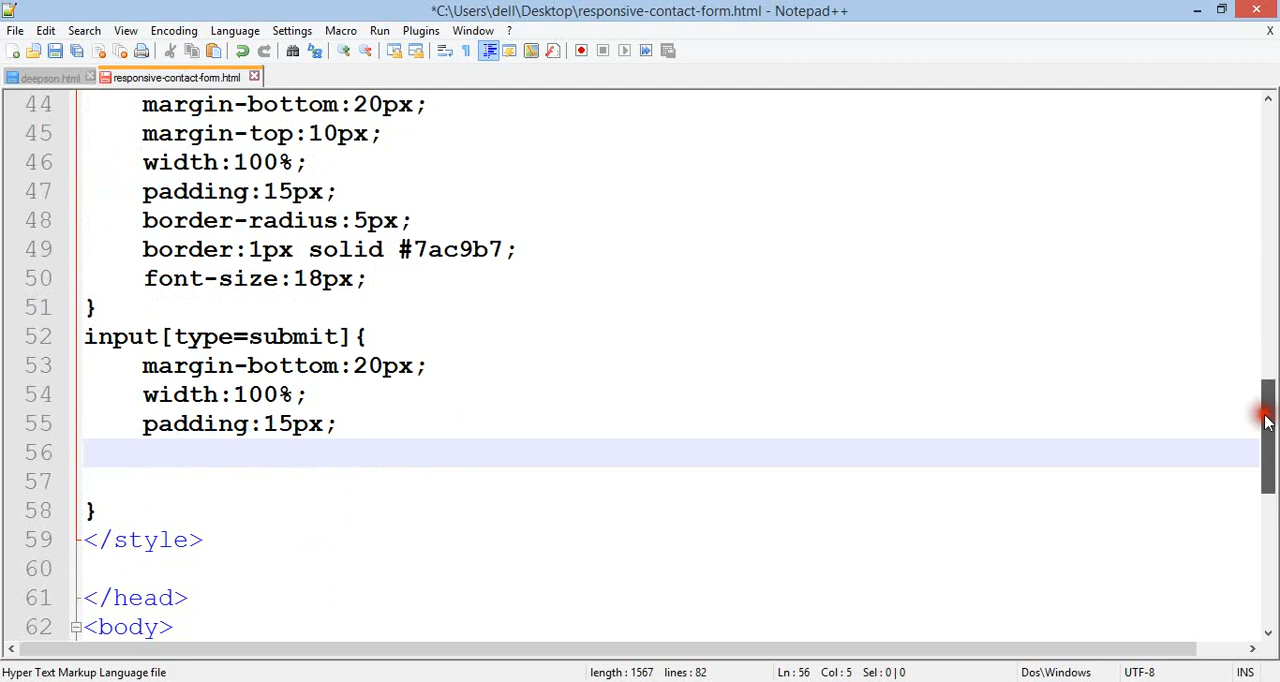 *C:\Users\dell\Desktop\responsive-contact-form.html - Notepad++
File Edit Search View Encoding Language Settings Macro Run Plugins Window ? X
deepson.html responsive-contact-form.html
44 margin-bottom:20px;
45 margin-top:10px;
46 width:100%;
47 padding:15px;
48 border-radius:5px;
49 border:1px solid #7ac9b7;
50 font-size:18px;
51 }
52 input[type=submit]{
53 margin-bottom:20px;
54 width:100%;
55 padding:15px;
56
57
58 }
59 </style>
60
61 </head>
62 <body>
Hyper Text Markup Language file length : 1567 lines : 82 Ln : 56 Col : 5 Sel : 0 | 0 Dos\Windows UTF-8 INS